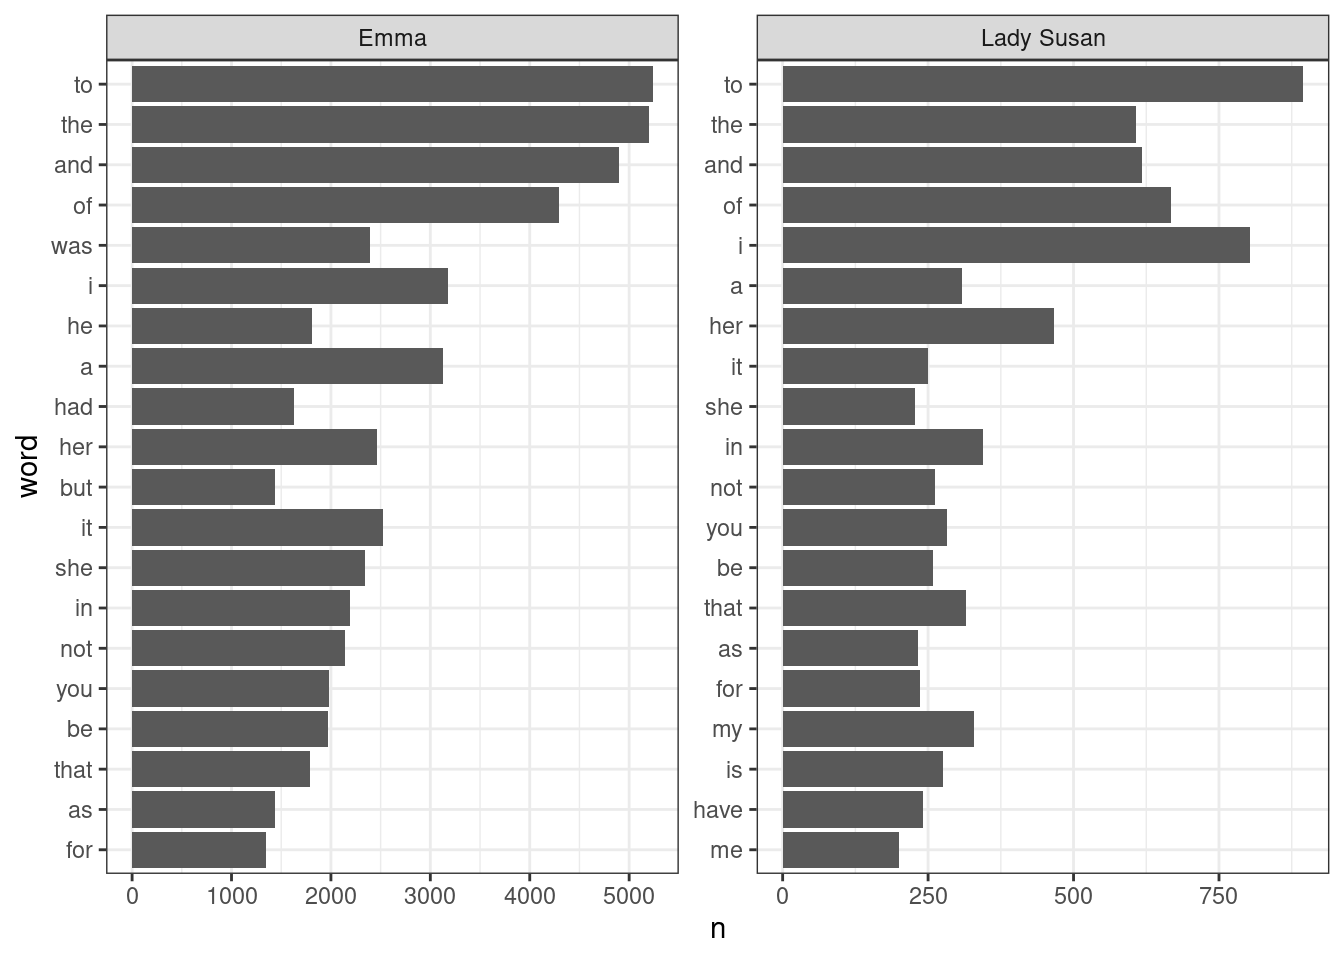 Emma
Lady Susan
word
to
the
and
of
was
i
he
a
had
her
but
it
she
in
not
you
be
that
as
for
0 1000 2000 3000 4000 5000
to
the
and
of
i
a
her
it
she
in
not
you
be
that
as
for
my
is
have
me
0 250 500 750
n